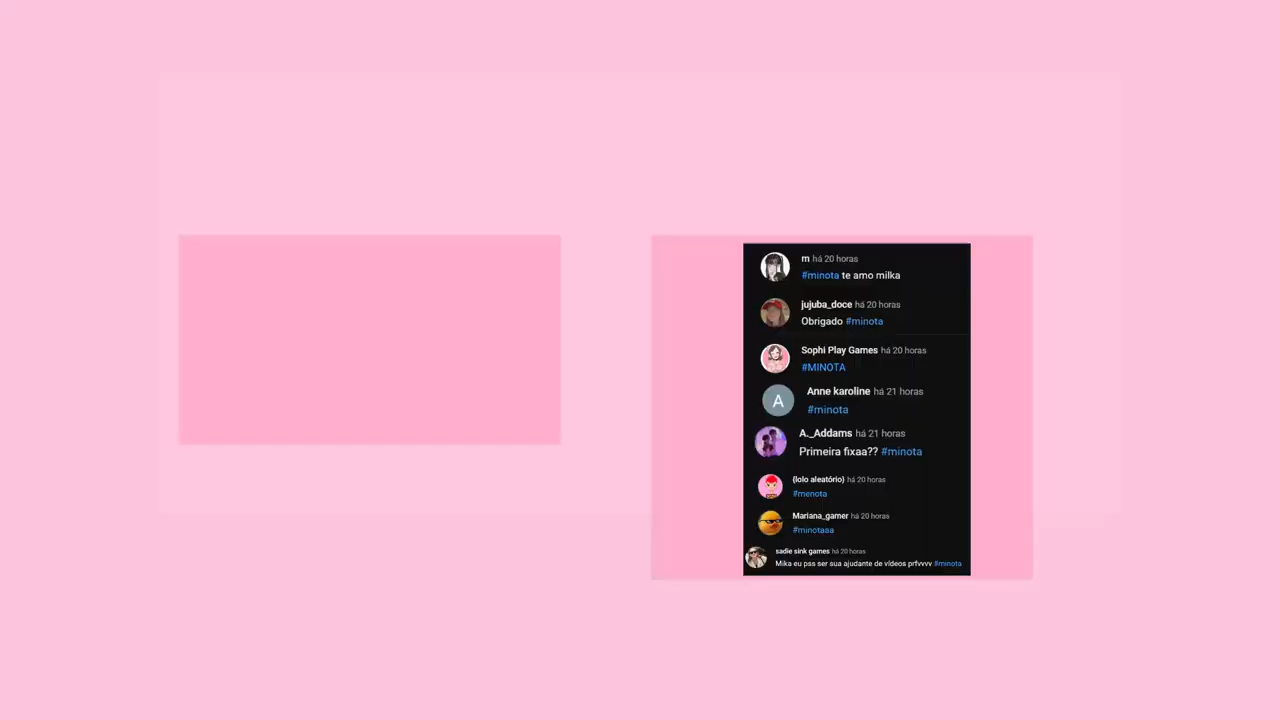 m há 20 horas
#minota te amo milka
jujuba_doce há 20 horas
Obrigado #minota
Sophi Play Games há 20 horas
#MINOTA
A
Anne karoline há 21 horas
#minota
A._Addams há 21 horas
Primeira fixaa?? #minota
{lolo aleatório} há 20 horas
#menota
Mariana_gamer há 20 horas
#minotaaa
sadie sink games há 20 horas
Mika eu pss ser sua ajudante de vídeos prfvvvv #minota